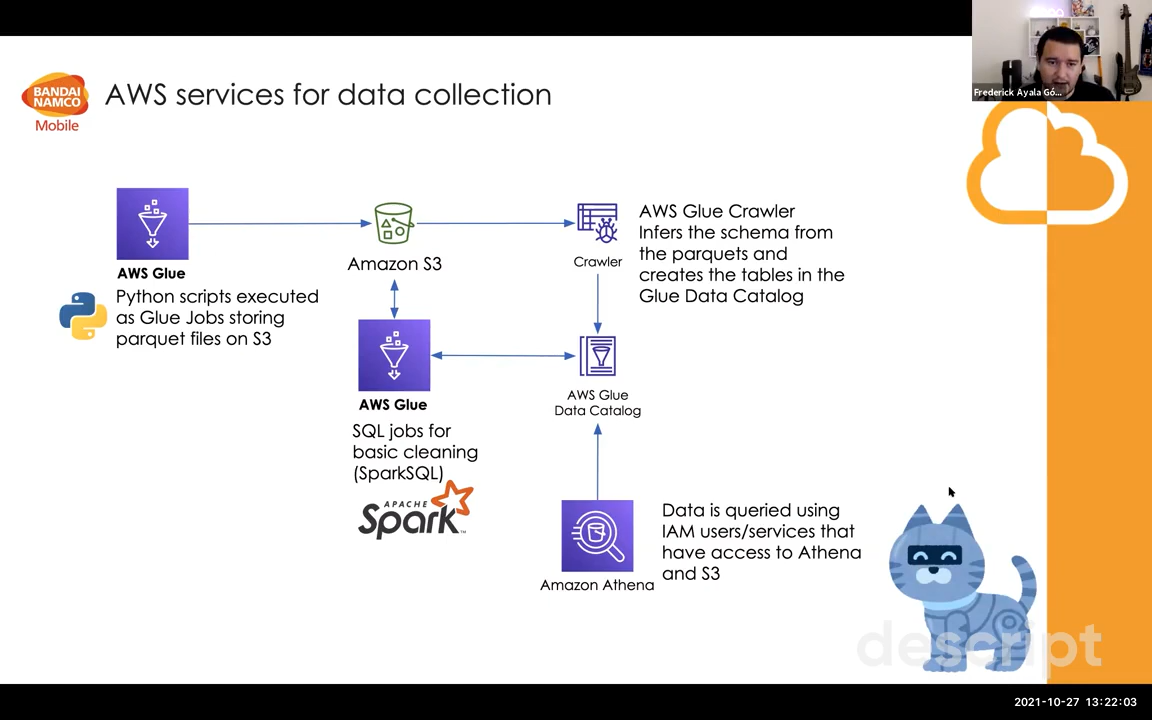 Frederick Ayala Gó...
BANDAI
NAMCO
Mobile
AWS services for data collection
AWS Glue
Python scripts executed
as Glue Jobs storing
parquet files on S3
Amazon S3
Crawler
AWS Glue Crawler
Infers the schema from
the parquets and
creates the tables in the
Glue Data Catalog
AWS Glue
SQL jobs for
basic cleaning
(SparkSQL)
APACHE
Spark™
AWS Glue
Data Catalog
Amazon Athena
Data is queried using
IAM users/services that
have access to Athena
and S3
descript
2021-10-27 13:22:03